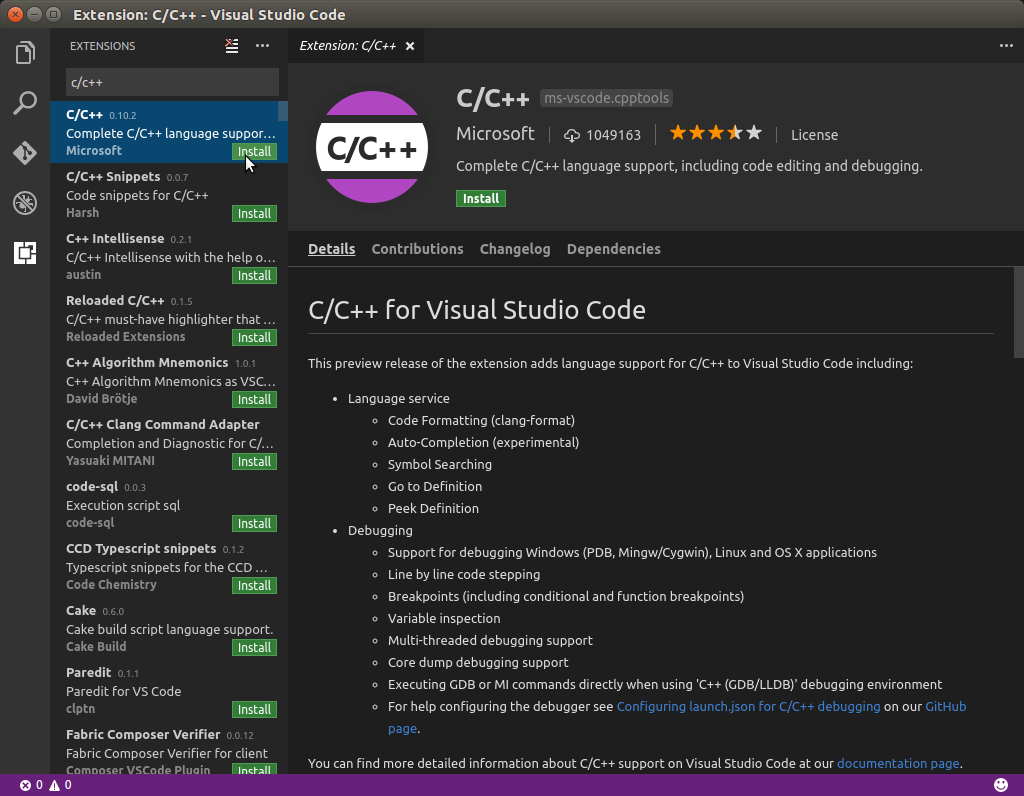 Extension: C/C++ - Visual Studio Code
EXTENSIONS
c/c++
C/C++ 0.10.2
Complete C/C++ language suppor...
Microsoft Install
C/C++ Snippets 0.0.7
Code snippets for C/C++
Harsh Install
C++ Intellisense 0.2.1
C/C++ Intellisense with the help o...
austin Install
Reloaded C/C++ 0.1.5
C/C++ must-have highlighter that ...
Reloaded Extensions Install
C++ Algorithm Mnemonics 1.0.1
C++ Algorithm Mnemonics as VSC...
David Brötje Install
C/C++ Clang Command Adapter
Completion and Diagnostic for C/...
Yasuaki MITANI Install
code-sql 0.0.3
Execution script sql
code-sql Install
CCD Typescript snippets 0.1.2
Typescript snippets for the CCD ...
Code Chemistry Install
Cake 0.6.0
Cake build script language support.
Cake Build Install
Paredit 0.1.1
Paredit for VS Code
clptn Install
Fabric Composer Verifier 0.0.12
Fabric Composer Verifier for client
Composer VSCode Plugin Install
Extension: C/C++
C/C++
C/C++ ms-vscode.cpptools
Microsoft 1049163 License
Complete C/C++ language support, including code editing and debugging.
Install
Details Contributions Changelog Dependencies
C/C++ for Visual Studio Code
This preview release of the extension adds language support for C/C++ to Visual Studio Code including:
• Language service
◦ Code Formatting (clang-format)
◦ Auto-Completion (experimental)
◦ Symbol Searching
◦ Go to Definition
◦ Peek Definition
• Debugging
◦ Support for debugging Windows (PDB, Mingw/Cygwin), Linux and OS X applications
◦ Line by line code stepping
◦ Breakpoints (including conditional and function breakpoints)
◦ Variable inspection
◦ Multi-threaded debugging support
◦ Core dump debugging support
◦ Executing GDB or MI commands directly when using 'C++ (GDB/LLDB)' debugging environment
◦ For help configuring the debugger see Configuring launch.json for C/C++ debugging on our GitHub
page.
You can find more detailed information about C/C++ support on Visual Studio Code at our documentation page.
0 0